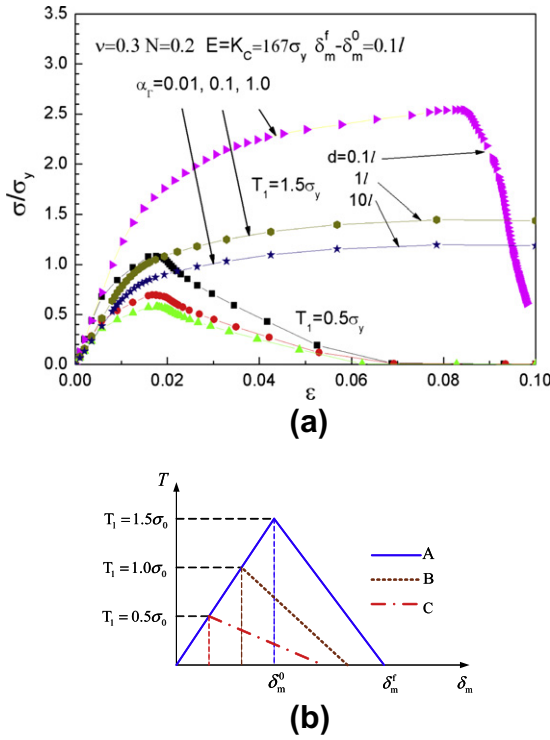 (a)
ν=0.3 N=0.2 E=K_C=167σ_y δ_m^f-δ_m^0=0.1l
α_Γ=0.01, 0.1, 1.0
d=0.1l
1l
10l
T_1=1.5σ_y
T_1=0.5σ_y
3.5
3.0
2.5
2.0
1.5
1.0
0.5
0.0
σ/σ_y
0.00 0.02 0.04 0.06 0.08 0.10
ε
(a)
T
T_1=1.5σ_0
T_1=1.0σ_0
T_1=0.5σ_0
A
B
C
δ_m^0 δ_m^f δ_m
(b)